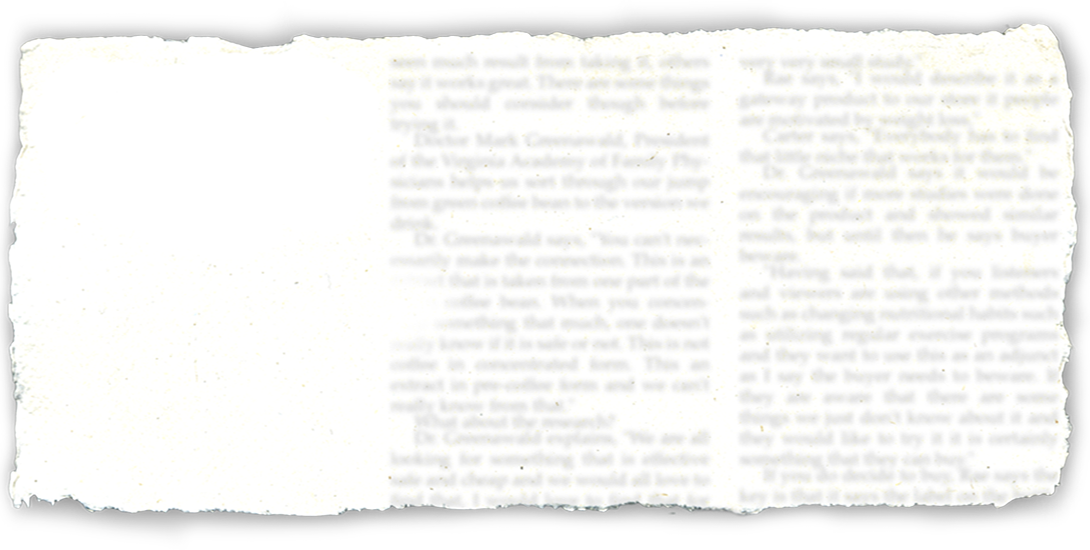 seen much result from taking it, others
say it works great. There are some things
you should consider though before
trying it.
Doctor Mark Greenawald, President
of the Virginia Academy of Family Phy-
sicians helps us sort through our jump
from green coffee bean to the version we
drink.
Dr. Greenawald says, "You can't nec-
essarily make the connection. This is an
that is taken from one part of the
coffee bean. When you concen-
something that much, one doesn't
really know if it is safe or not. This is not
coffee in concentrated form. This an
extract in pre-coffee form and we can't
really know from that."
What about the research?
Dr. Greenawald explains, "We are all
looking for something that is effective
safe and cheap and we would all love to
find that. I would love to for
very very small study."
Rae says, "I would describe it as a
gateway product to our store it people
are motivated by weight loss."
Carter says, "Everybody has to find
that little niche that works for them."
Dr. Greenawald says it would be
encouraging if more studies were done
on the product and showed similar
results, but until then he says buyer
beware.
"Having said that, if you listeners
and viewers are using other methods
such as changing nutritional habits such
as utilizing regular exercise programs
and they want to use this as an adjunct
as I say the buyer needs to beware. If
they are aware that there are some
things we just don't know about it and
they would like to try it it is certainly
something that they can buy."
If you do decide to buy, Rae says the
key is that it says the label on the